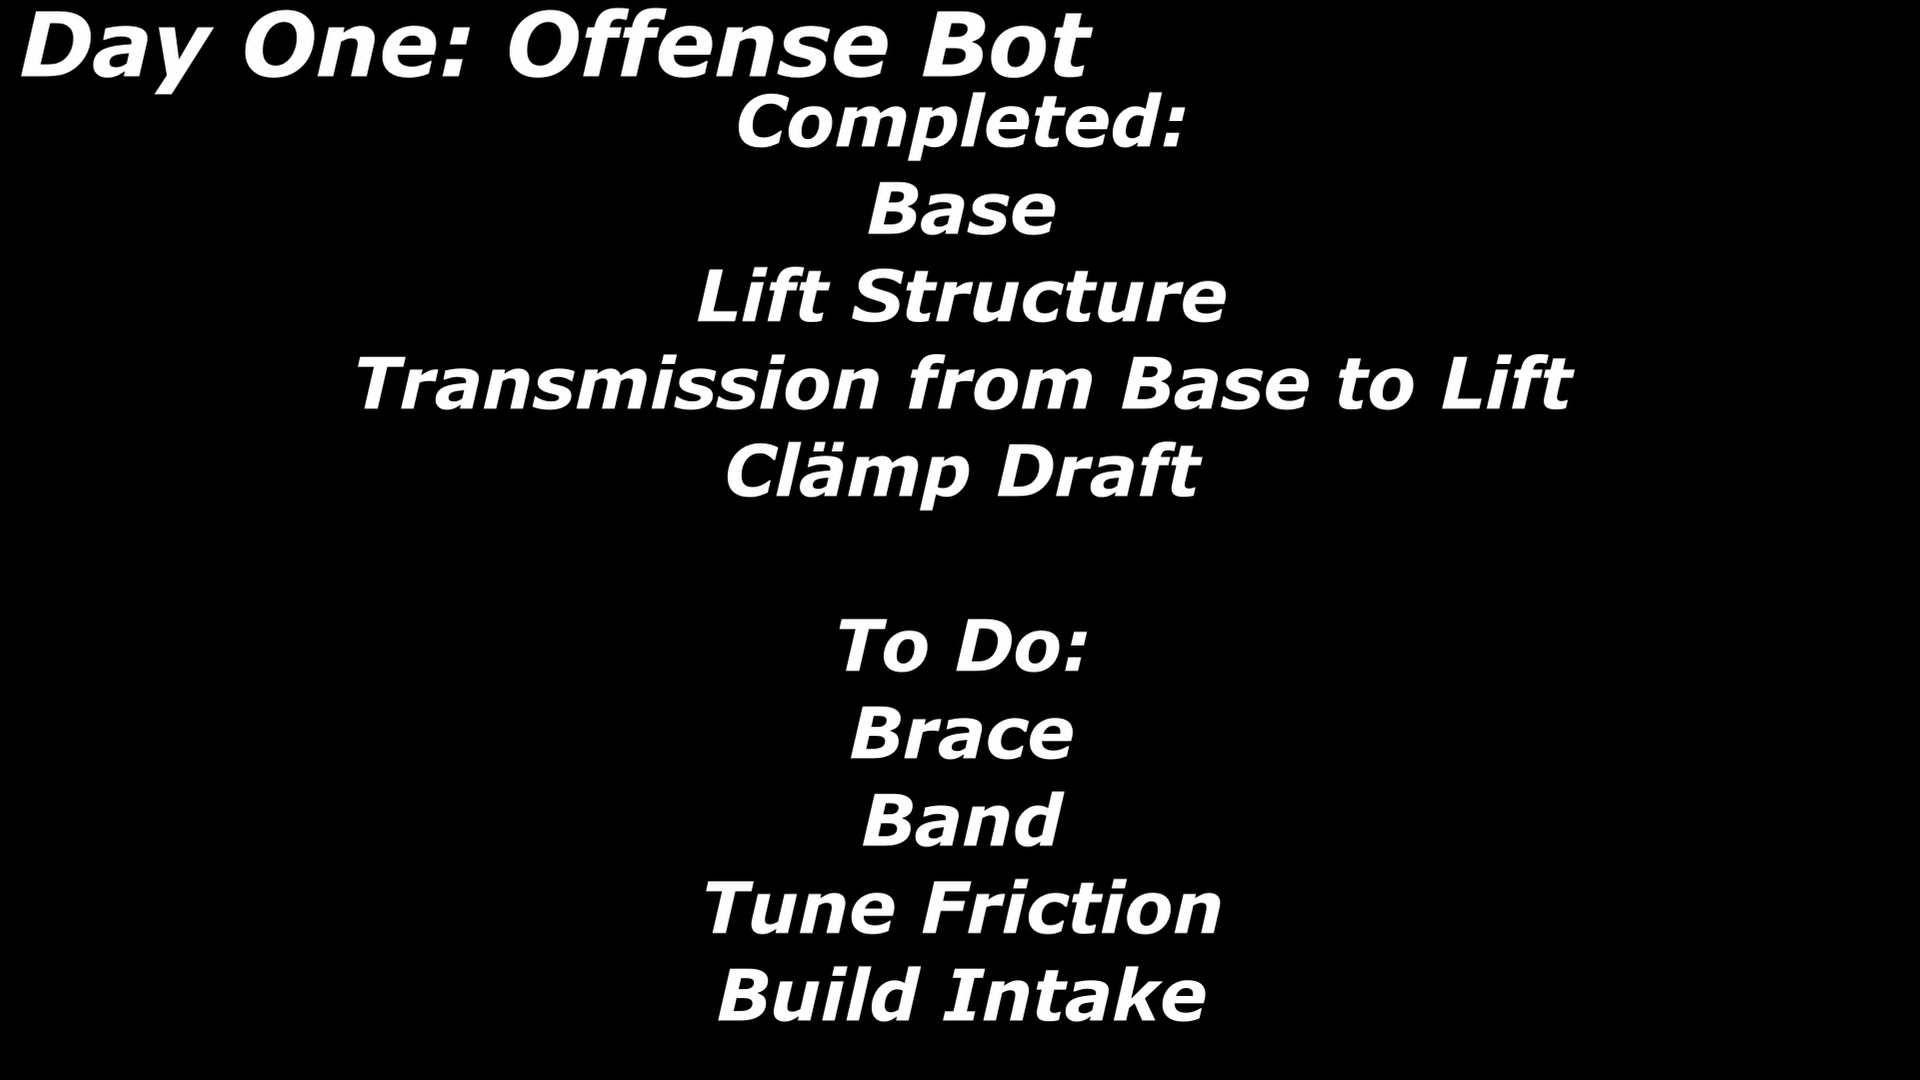 Day One: Offense Bot
Completed:
Base
Lift Structure
Transmission from Base to Lift
Clämp Draft
To Do:
Brace
Band
Tune Friction
Build Intake